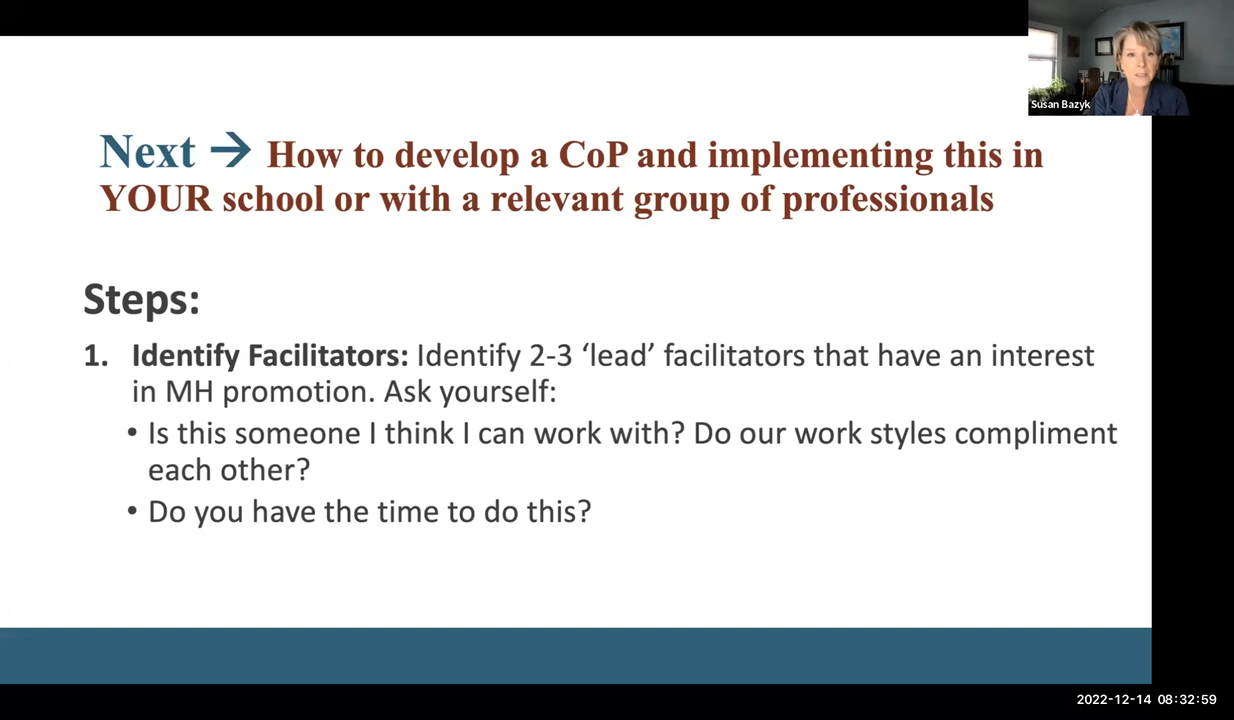 Susan Bazyk
Next → How to develop a CoP and implementing this in
YOUR school or with a relevant group of professionals
Steps:
1. Identify Facilitators: Identify 2-3 ‘lead’ facilitators that have an interest
in MH promotion. Ask yourself:
• Is this someone I think I can work with? Do our work styles compliment
each other?
• Do you have the time to do this?
2022-12-14 08:32:59